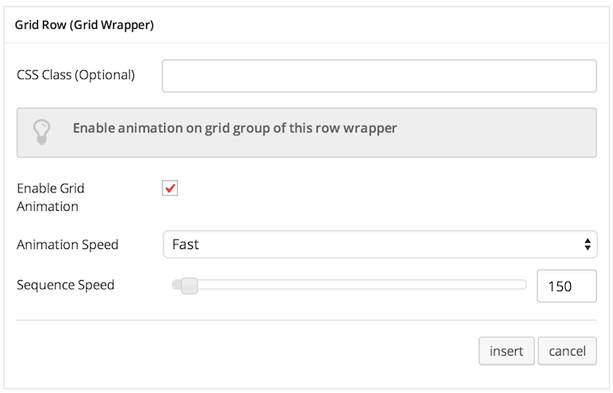 Grid Row (Grid Wrapper)
CSS Class (Optional)
Enable animation on grid group of this row wrapper
Enable Grid
Animation
Animation Speed
Fast
Sequence Speed
150
insert
cancel